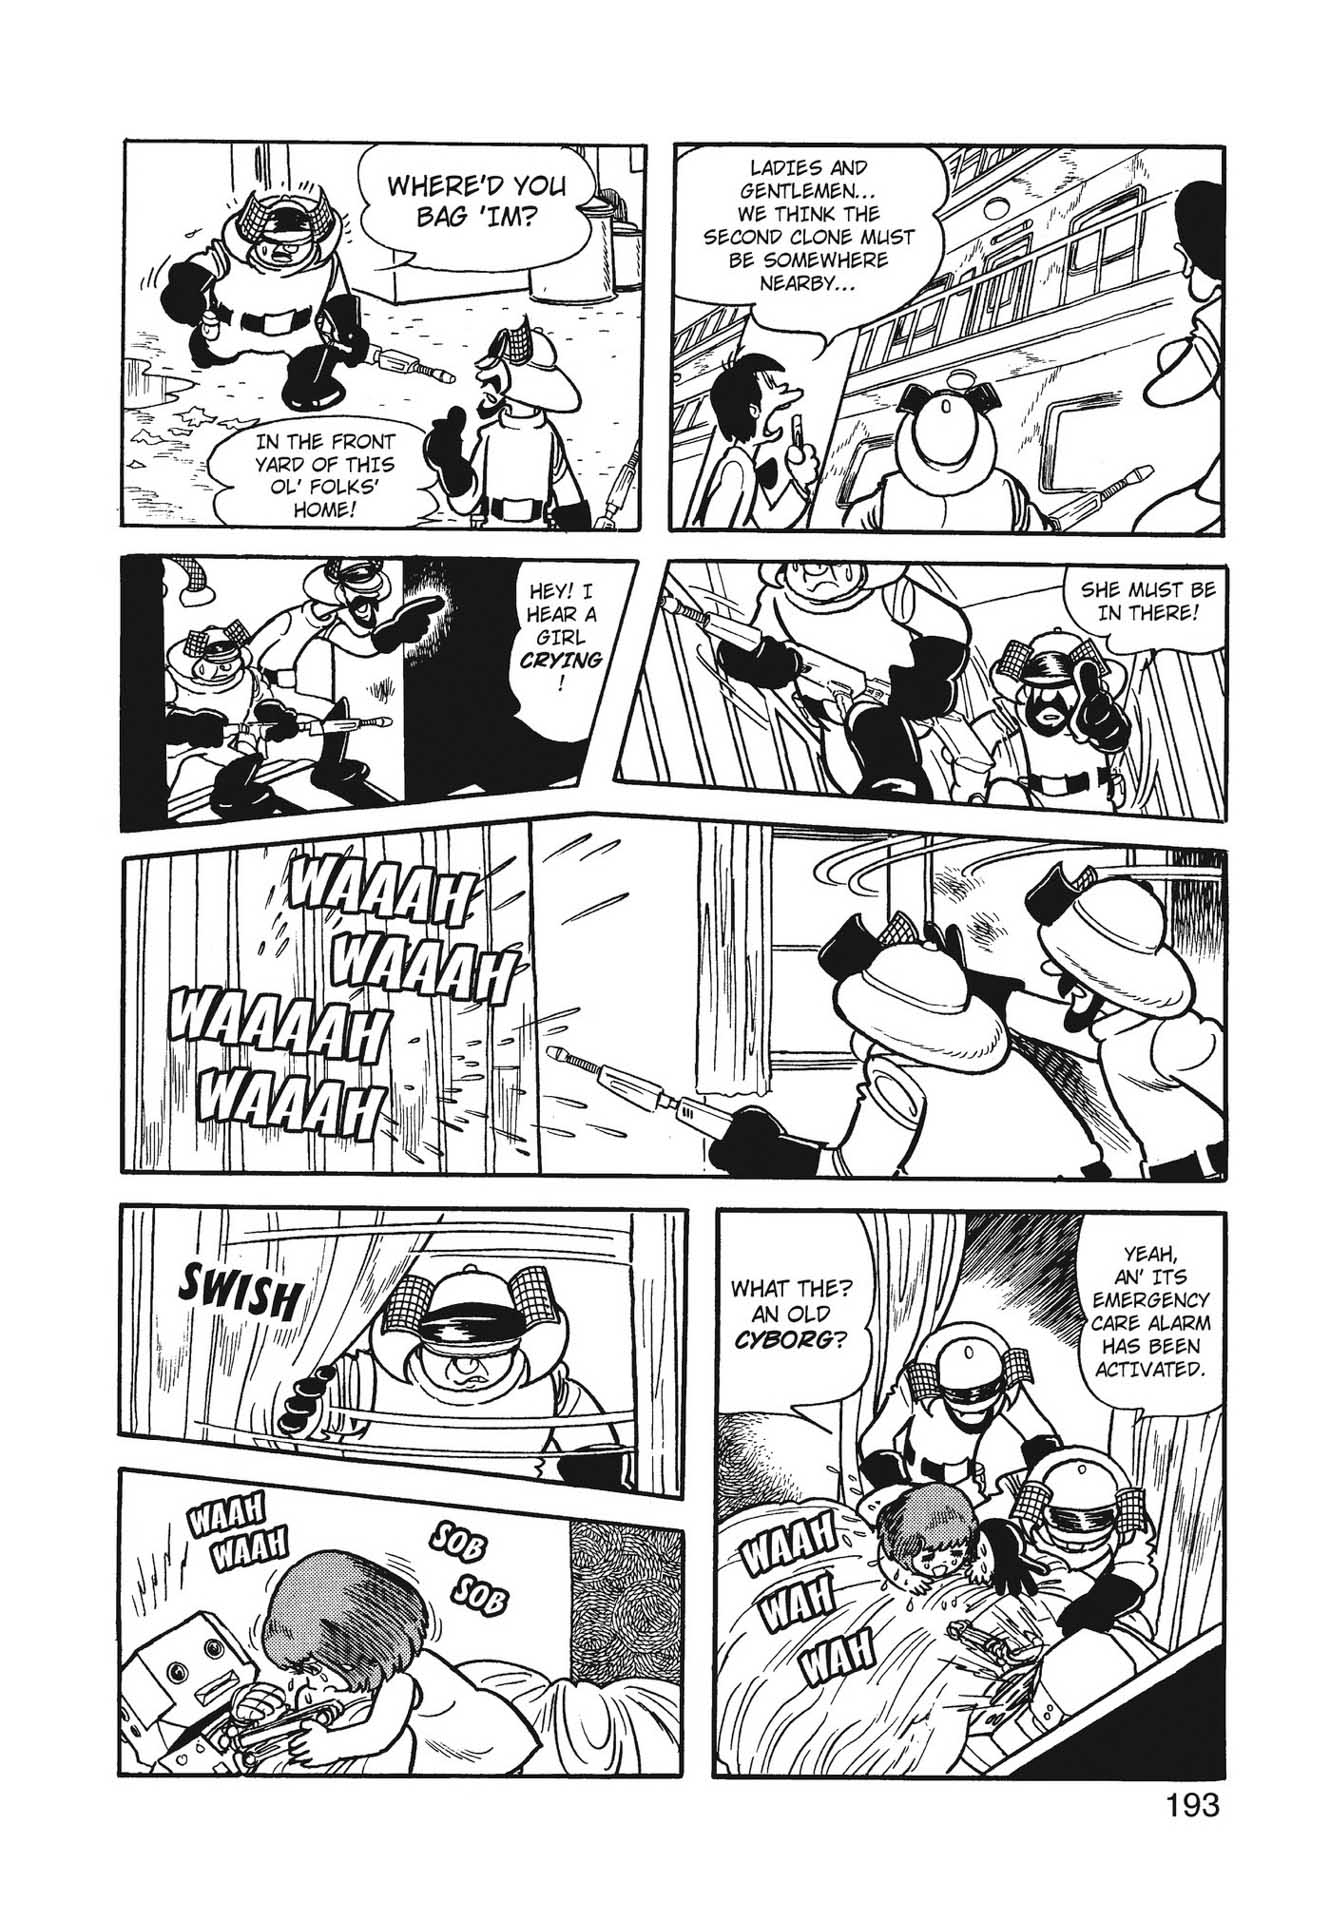 WHERE'D YOU
BAG 'IM?
IN THE FRONT
YARD OF THIS
OL' FOLKS'
HOME!
LADIES AND
GENTLEMEN...
WE THINK THE
SECOND CLONE MUST
BE SOMEWHERE
NEARBY...
HEY! I
HEAR A
GIRL
CRYING
!
SHE MUST BE
IN THERE!
WAAAH
WAAAH
WAAAAH
WAAAH
SWISH
WAAH
WAAH
SOB
SOB
WHAT THE?
AN OLD
CYBORG?
YEAH,
AN' ITS
EMERGENCY
CARE ALARM
HAS BEEN
ACTIVATED.
WAAH
WAH
WAH
193